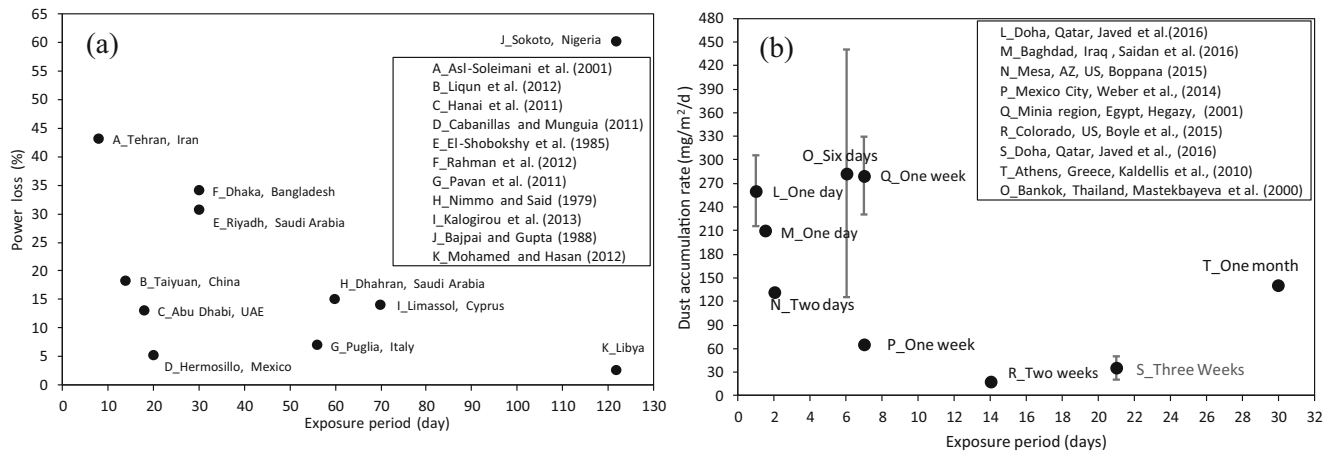 (a)
65
60
55
50
45
40
35
30
25
20
15
10
5
0
Power loss (%)
J_Sokoto, Nigeria
A_Asl-Soleimani et al. (2001)
B_Liqun et al. (2012)
C_Hanai et al. (2011)
D_Cabanillas and Munguia (2011)
E_El-Shobokshy et al. (1985)
F_Rahman et al. (2012)
G_Pavan et al. (2011)
H_Nimmo and Said (1979)
I_Kalogirou et al. (2013)
J_Bajpai and Gupta (1988)
K_Mohamed and Hasan (2012)
A_Tehran, Iran
F_Dhaka, Bangladesh
E_Riyadh, Saudi Arabia
B_Taiyuan, China
H_Dhahran, Saudi Arabia
C_Abu Dhabi, UAE
I_Limassol, Cyprus
G_Puglia, Italy
K_Libya
D_Hermosillo, Mexico
0 10 20 30 40 50 60 70 80 90 100 110 120 130
Exposure period (day)
(b)
480
450
420
390
360
330
300
270
240
210
180
150
120
90
60
30
0
Dust accumulation rate (mg/m²/d)
L_Doha, Qatar, Javed et al.(2016)
M_Baghdad, Iraq , Saidan et al. (2016)
N_Mesa, AZ, US, Boppana (2015)
P_Mexico City, Weber et al., (2014)
Q_Minia region, Egypt, Hegazy, (2001)
R_Colorado, US, Boyle et al., (2015)
S_Doha, Qatar, Javed et al., (2016)
T_Athens, Greece, Kaldellis et al., (2010)
O_Bankok, Thailand, Mastekbayeva et al. (2000)
O_Six days
Q_One week
L_One day
M_One day
T_One month
N_Two days
P_One week
R_Two weeks
S_Three Weeks
0 2 4 6 8 10 12 14 16 18 20 22 24 26 28 30 32
Exposure period (days)